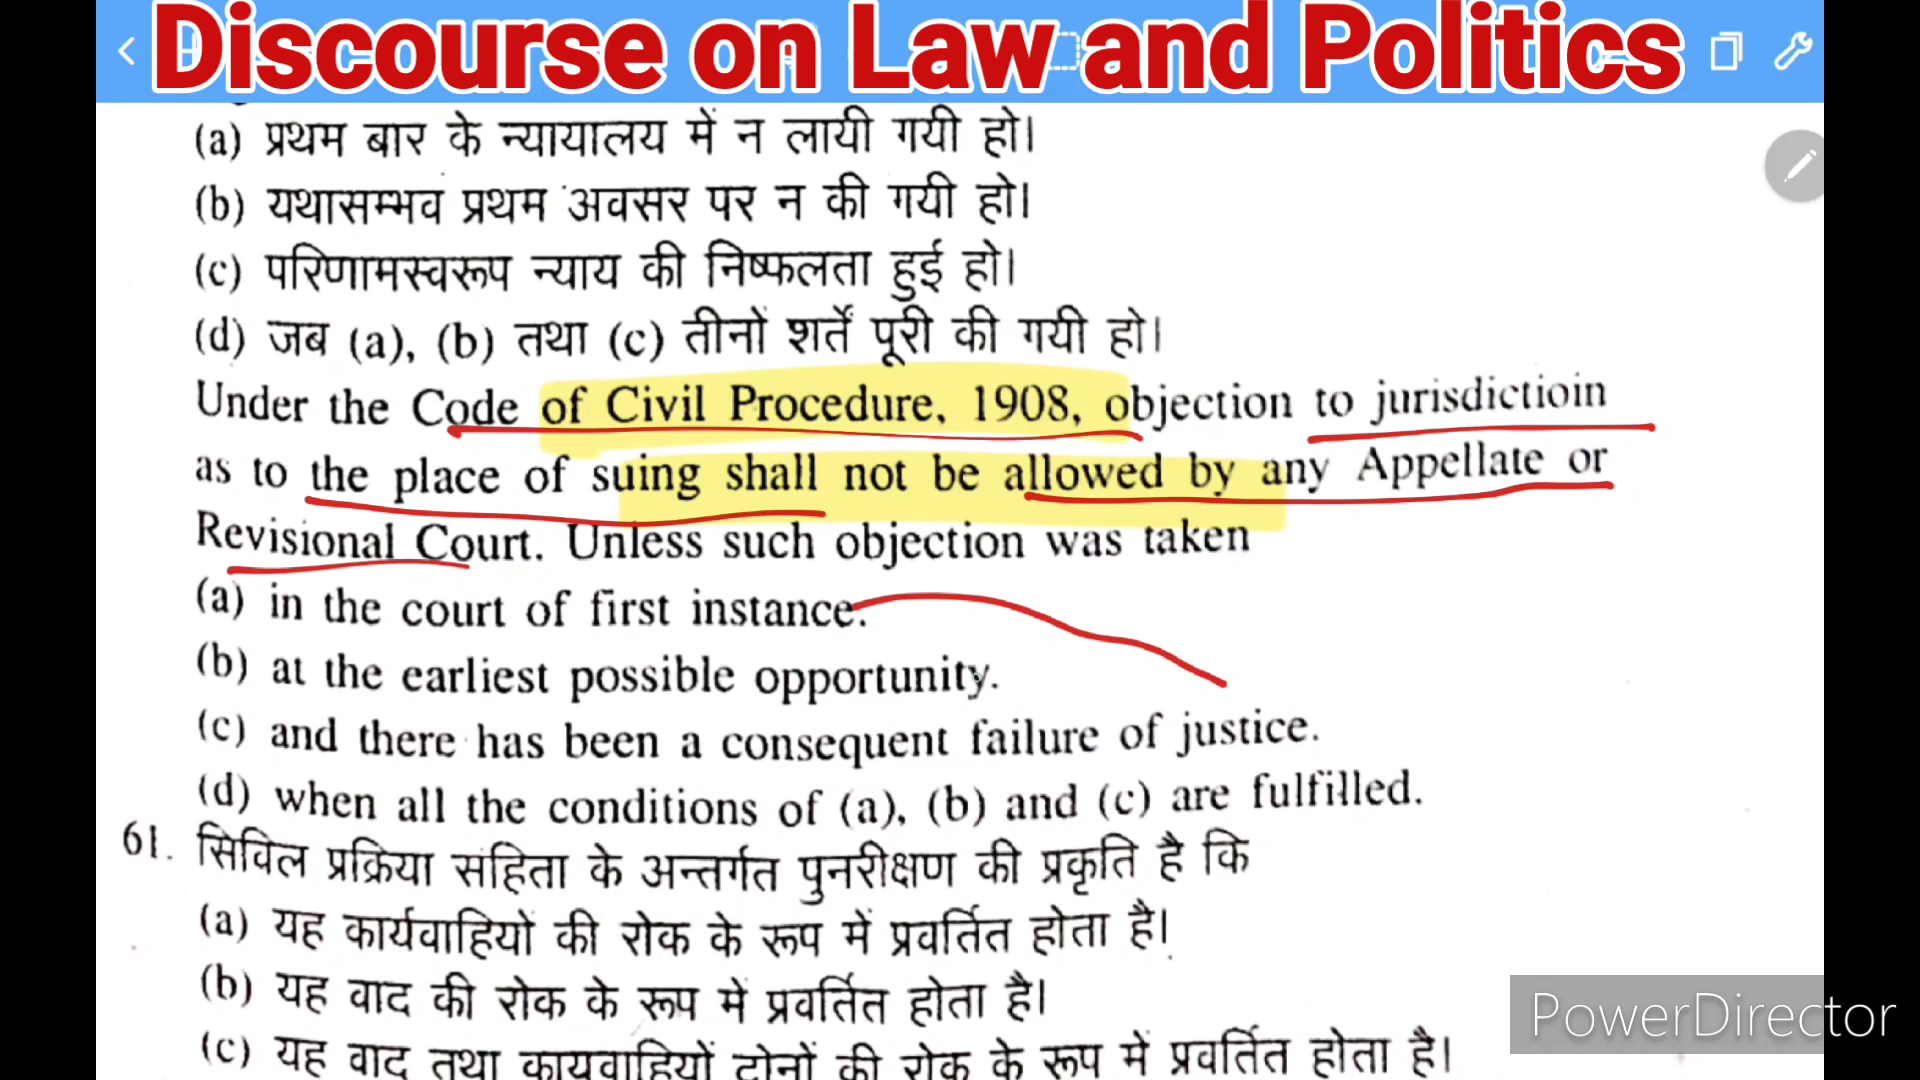 Discourse on Law and Politics
(a) प्रथम बार के न्यायालय में न लायी गयी हो।
(b) यथासम्भव प्रथम अवसर पर न की गयी हो।
(c) परिणामस्वरूप न्याय की निष्फलता हुई हो।
(d) जब (a), (b) तथा (c) तीनों शर्तें पूरी की गयी हो।
Under the Code of Civil Procedure, 1908, objection to jurisdictioin
as to the place of suing shall not be allowed by any Appellate or
Revisional Court. Unless such objection was taken
(a) in the court of first instance.
(b) at the earliest possible opportunity.
(c) and there has been a consequent failure of justice.
(d) when all the conditions of (a), (b) and (c) are fulfilled.
61. सिविल प्रक्रिया संहिता के अन्तर्गत पुनरीक्षण की प्रकृति है कि
(a) यह कार्यवाहियों की रोक के रूप में प्रवर्तित होता है।
(b) यह वाद की रोक के रूप में प्रवर्तित होता है।
(c) यह वाद तथा कार्यवाहियों दोनों की रोक के रूप में प्रवर्तित होता है।
PowerDirector